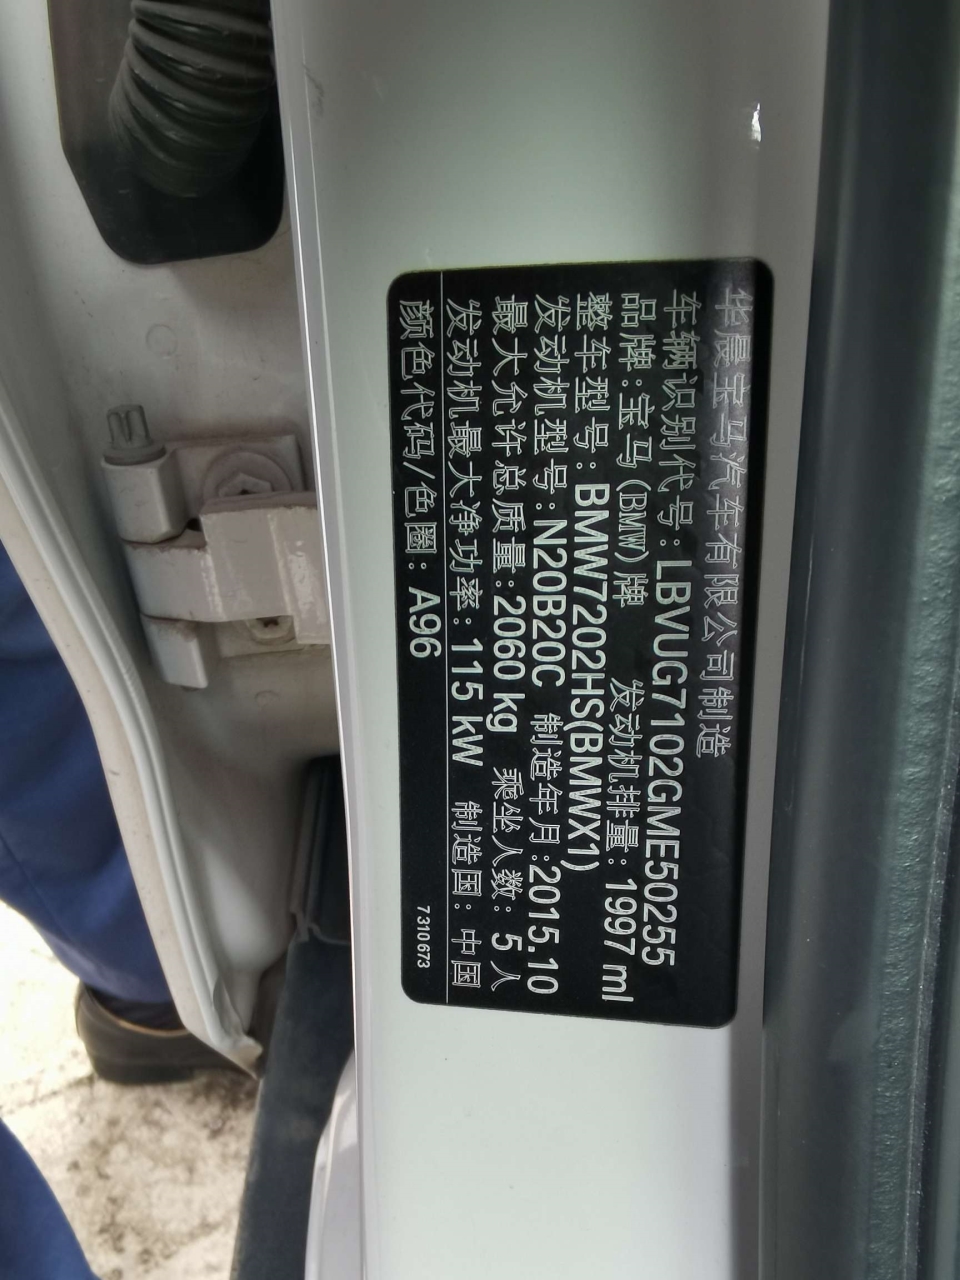 华晨宝马汽车有限公司制造
车辆识别代号:LBVUG7102GME50255
品牌:宝马(BMW)牌 发动机排量:1997 ml
整车型号:BMW7202HS(BMWX1)
发动机型号:N20B20C 制造年月:2015.10
最大允许总质量:2060 kg 乘坐人数:5人
发动机最大净功率:115 kW 制造国:中国
颜色代码/色圈:A96 7310673